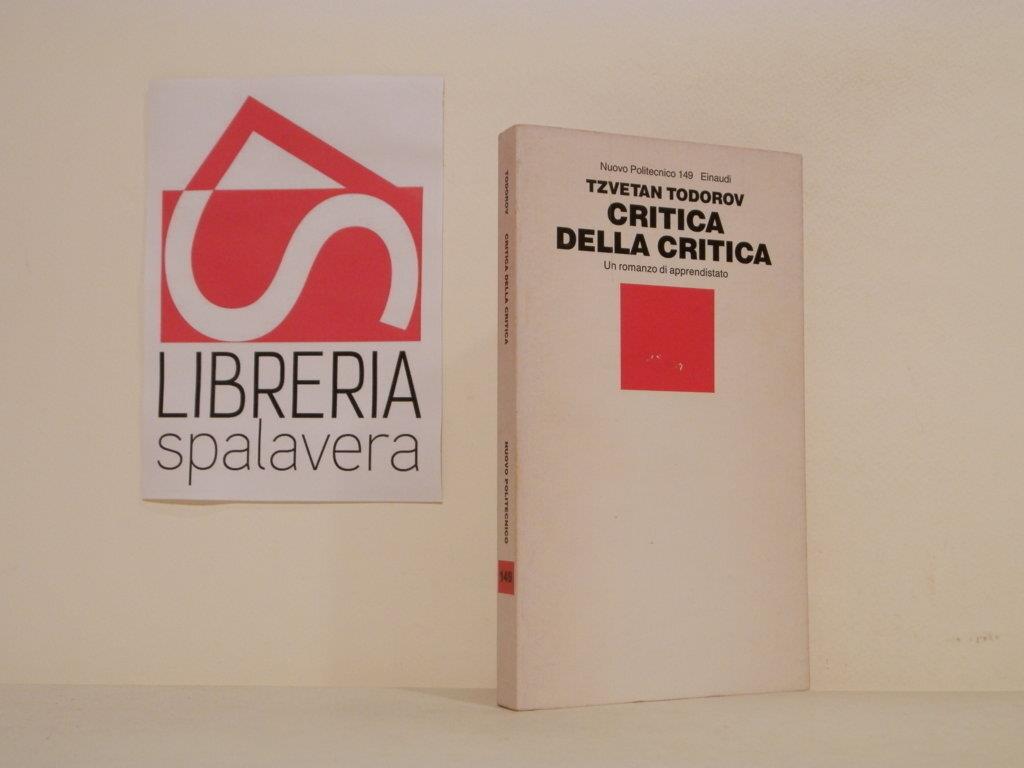 LIBRERIA
spalavera
TODOROV CRITICA DELLA CRITICA NUOVO POLITECNICO
149
Nuovo Politecnico 149 Einaudi
TZVETAN TODOROV
CRITICA
DELLA CRITICA
Un romanzo di apprendistato